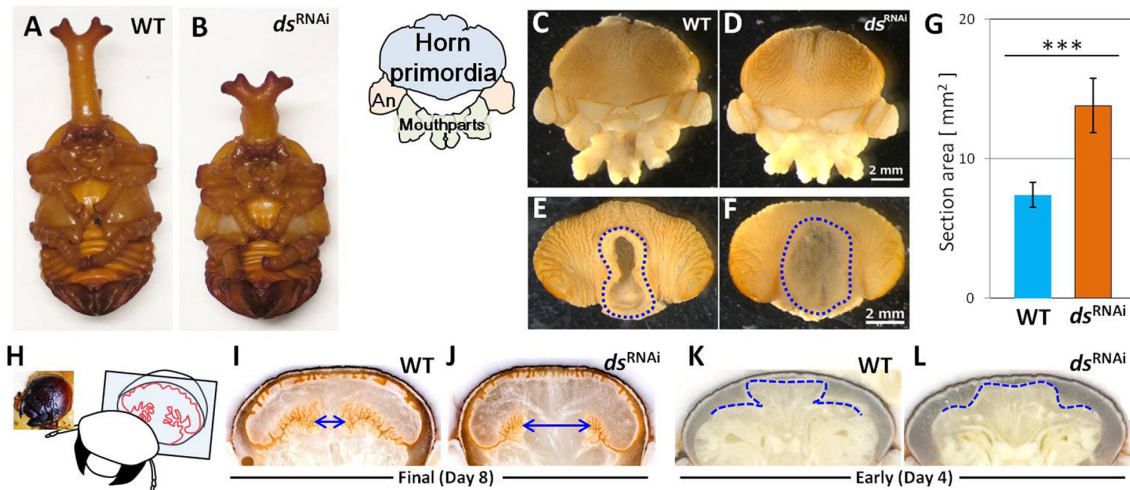 A WT
B dsRNAi
Horn
primordia
An
Mouthparts
C WT
D dsRNAi
2 mm
E
F
2 mm
G
Section area [ mm2 ]
20
10
0
***
WT
dsRNAi
H
I WT
J dsRNAi
Final (Day 8)
K WT
L dsRNAi
Early (Day 4)